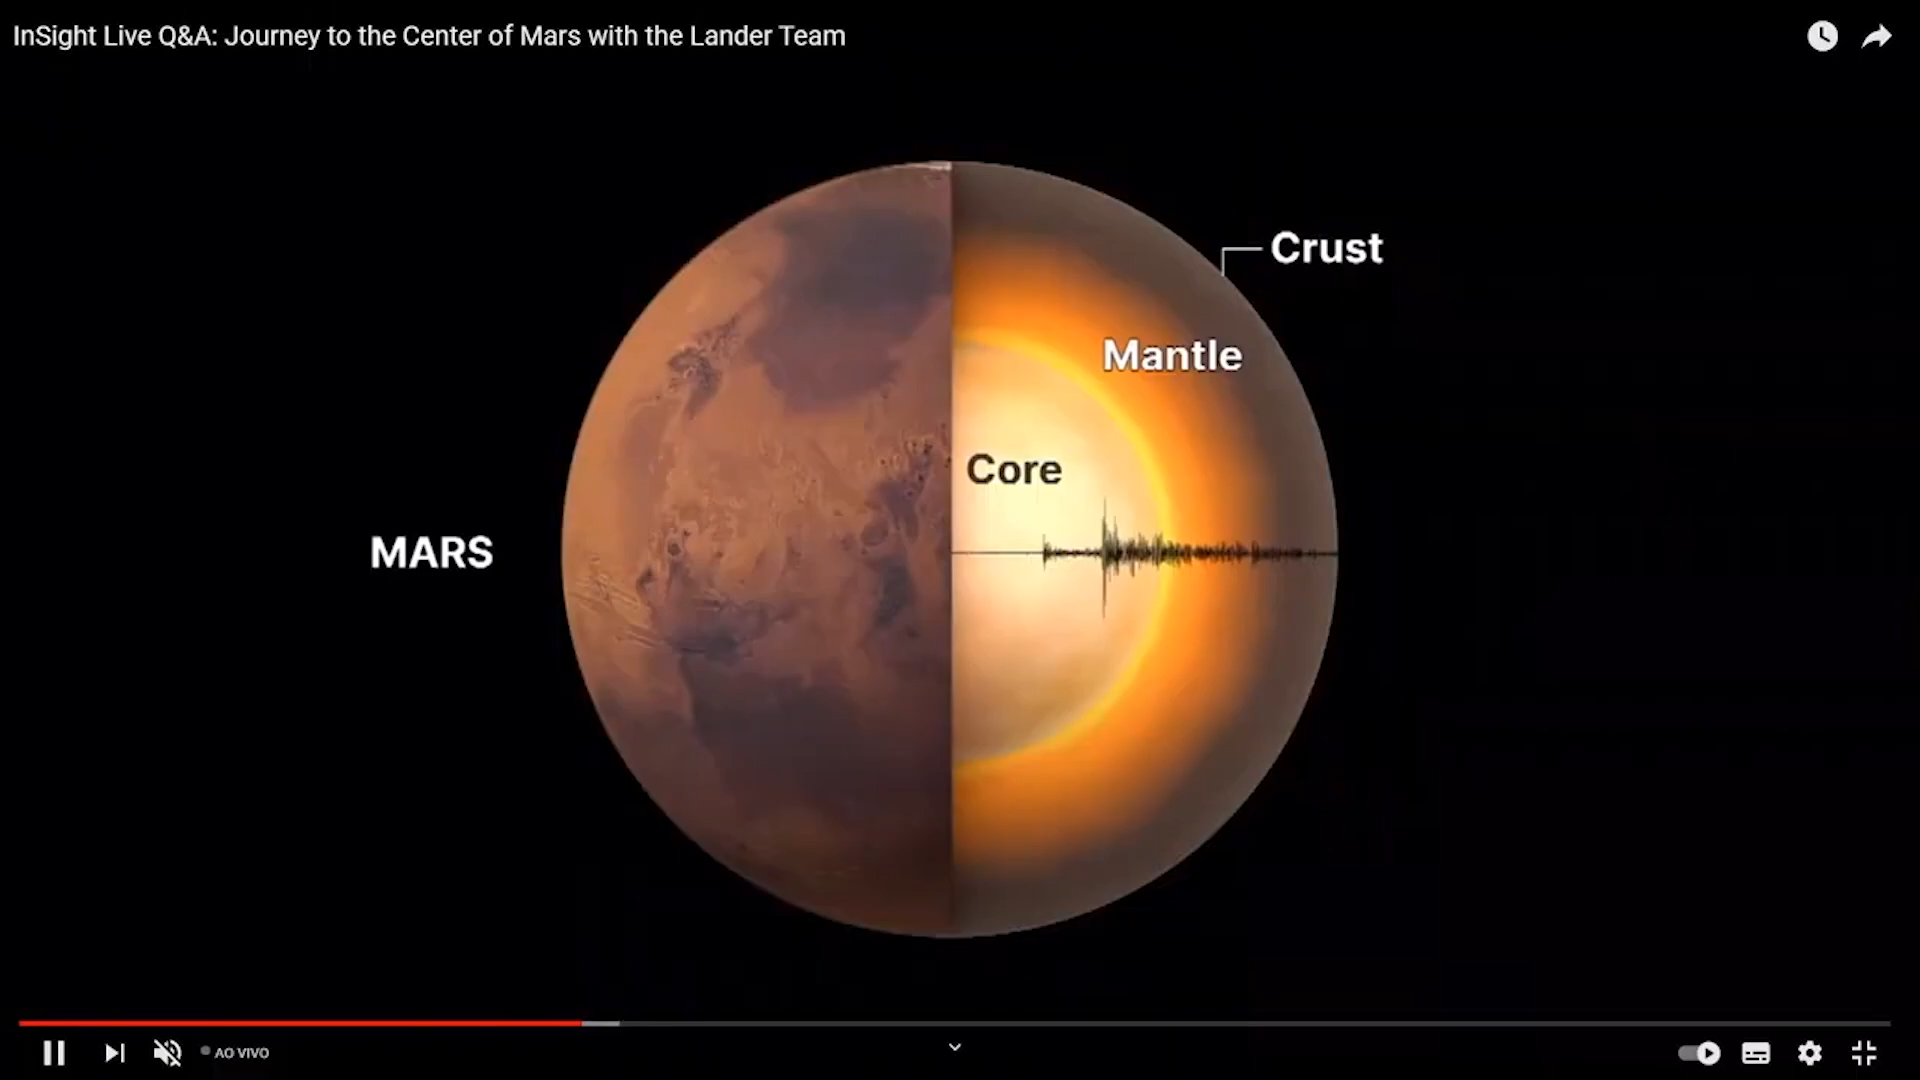 InSight Live Q&A: Journey to the Center of Mars with the Lander Team
Crust
Mantle
Core
MARS
AO VIVO